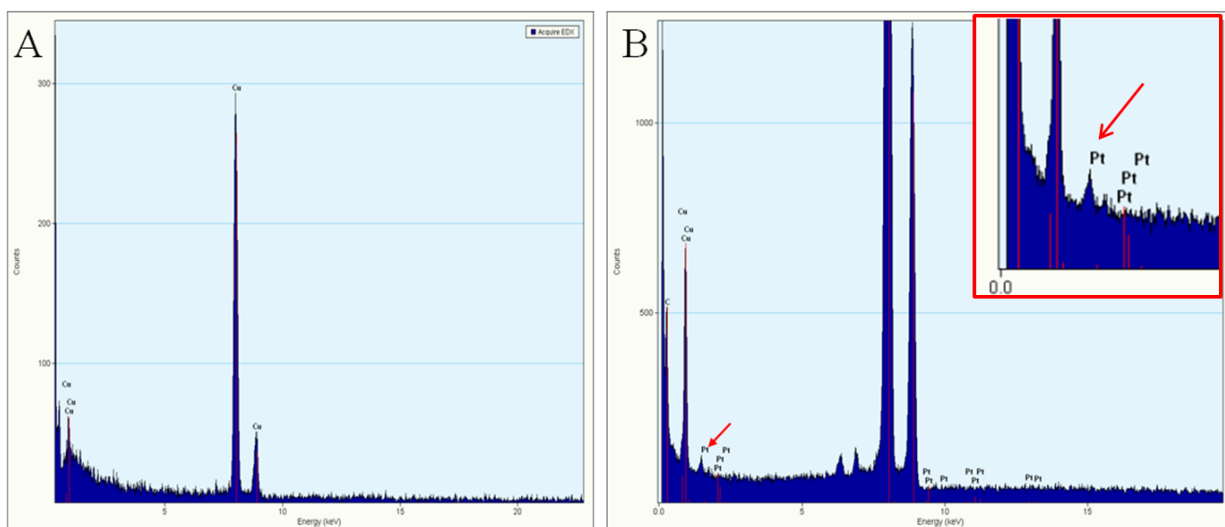 A
Acquire EDX
300
200
100
Counts
Cu
Cu
Cu
Cu
Cu
5
10
15
20
Energy (keV)
B
1000
500
Counts
C
Cu
Cu
Cu
Pt
Pt
Pt
Pt
Pt
Pt
Pt
Pt
Pt
Pt
Pt
Pt
0.0
5
10
15
Energy (keV)
Pt
Pt
Pt
Pt
0.0